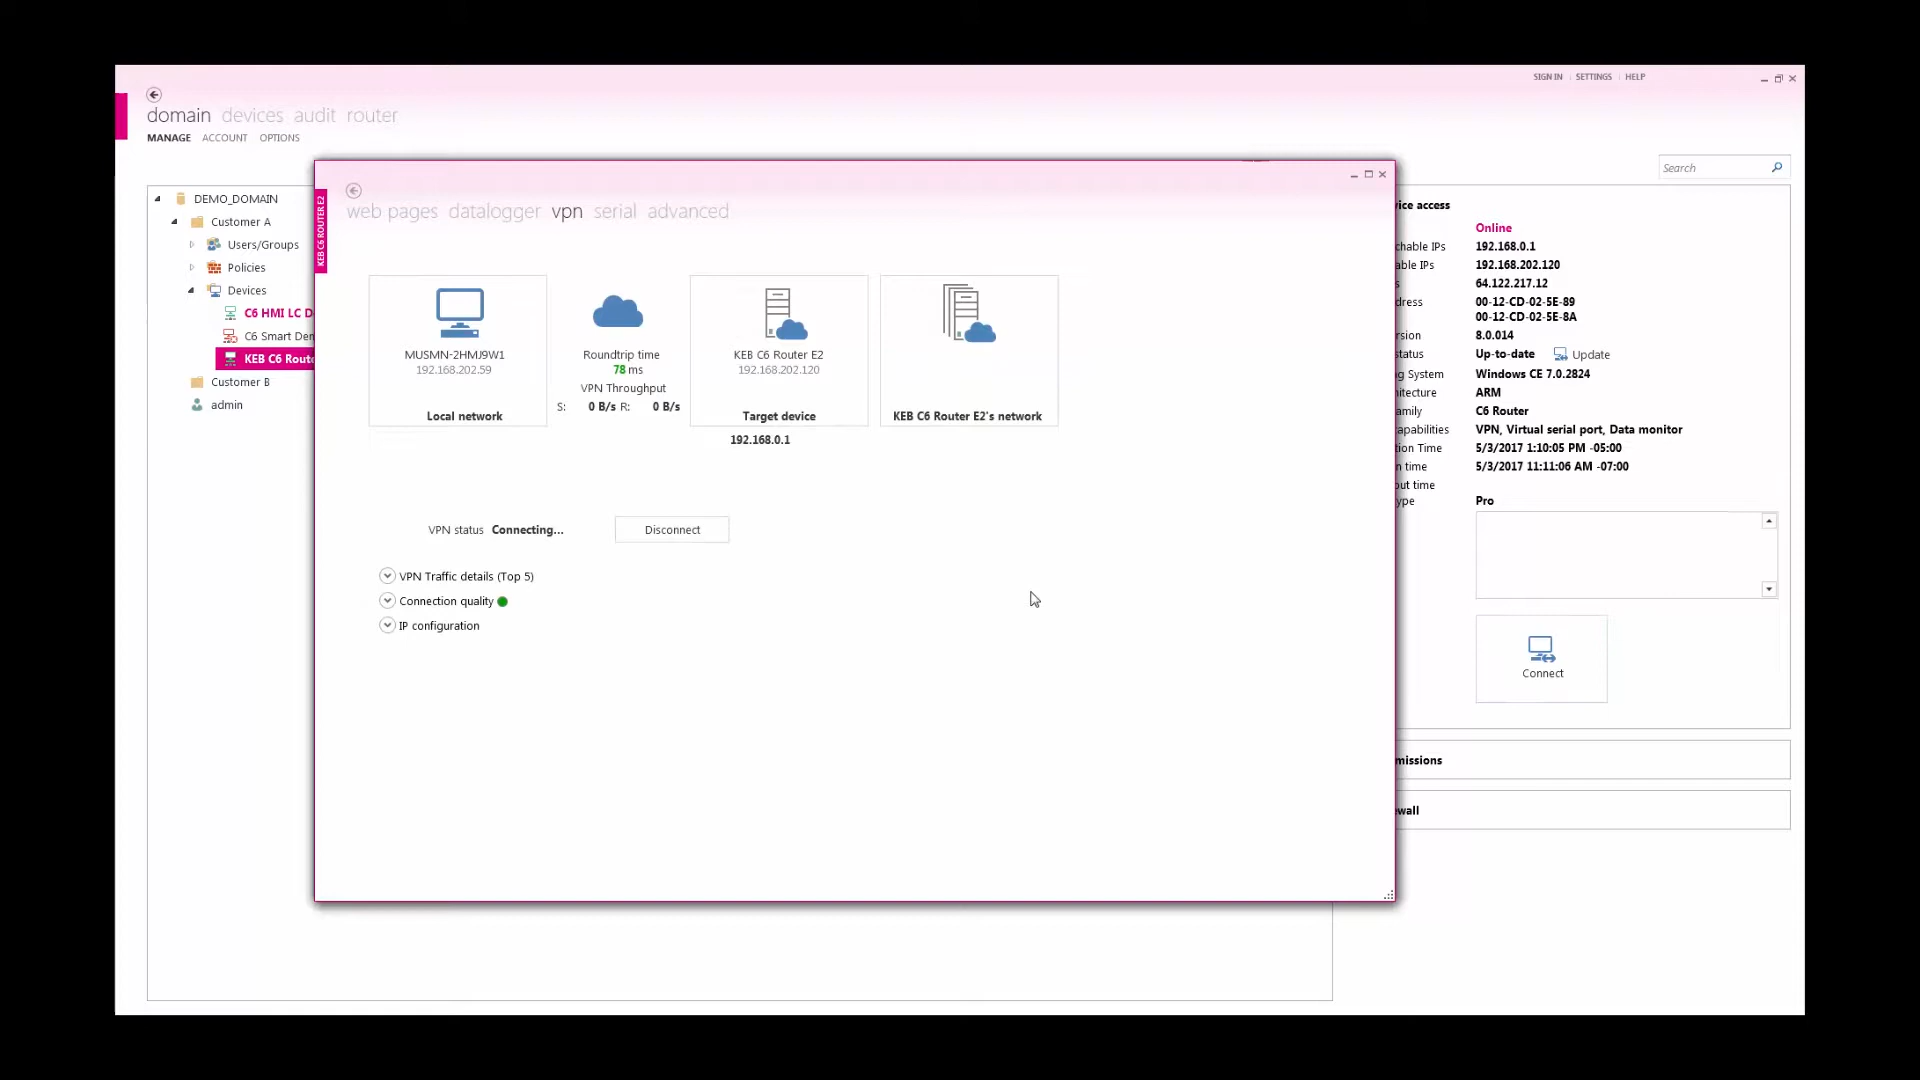 SIGN IN SETTINGS HELP
domain devices audit router
MANAGE ACCOUNT OPTIONS
Search
DEMO_DOMAIN
Customer A
Users/Groups
Policies
Devices
C6 HMI LC D
C6 Smart Den
KEB C6 Route
Customer B
admin
KEB C6 ROUTER E2
web pages datalogger vpn serial advanced
MUSMN-2HMJ9W1
192.168.202.59
Local network
Roundtrip time
78 ms
VPN Throughput
S: 0 B/s R: 0 B/s
KEB C6 Router E2
192.168.202.120
Target device
192.168.0.1
KEB C6 Router E2's network
VPN status Connecting... Disconnect
VPN Traffic details (Top 5)
Connection quality
IP configuration
vice access
Online
chable IPs 192.168.0.1
able IPs 192.168.202.120
s 64.122.217.12
dress 00-12-CD-02-5E-89
00-12-CD-02-5E-8A
rsion 8.0.014
status Up-to-date Update
g System Windows CE 7.0.2824
itecture ARM
amily C6 Router
apabilities VPN, Virtual serial port, Data monitor
tion Time 5/3/2017 1:10:05 PM -05:00
n time 5/3/2017 11:11:06 AM -07:00
out time
ype Pro
Connect
missions
wall